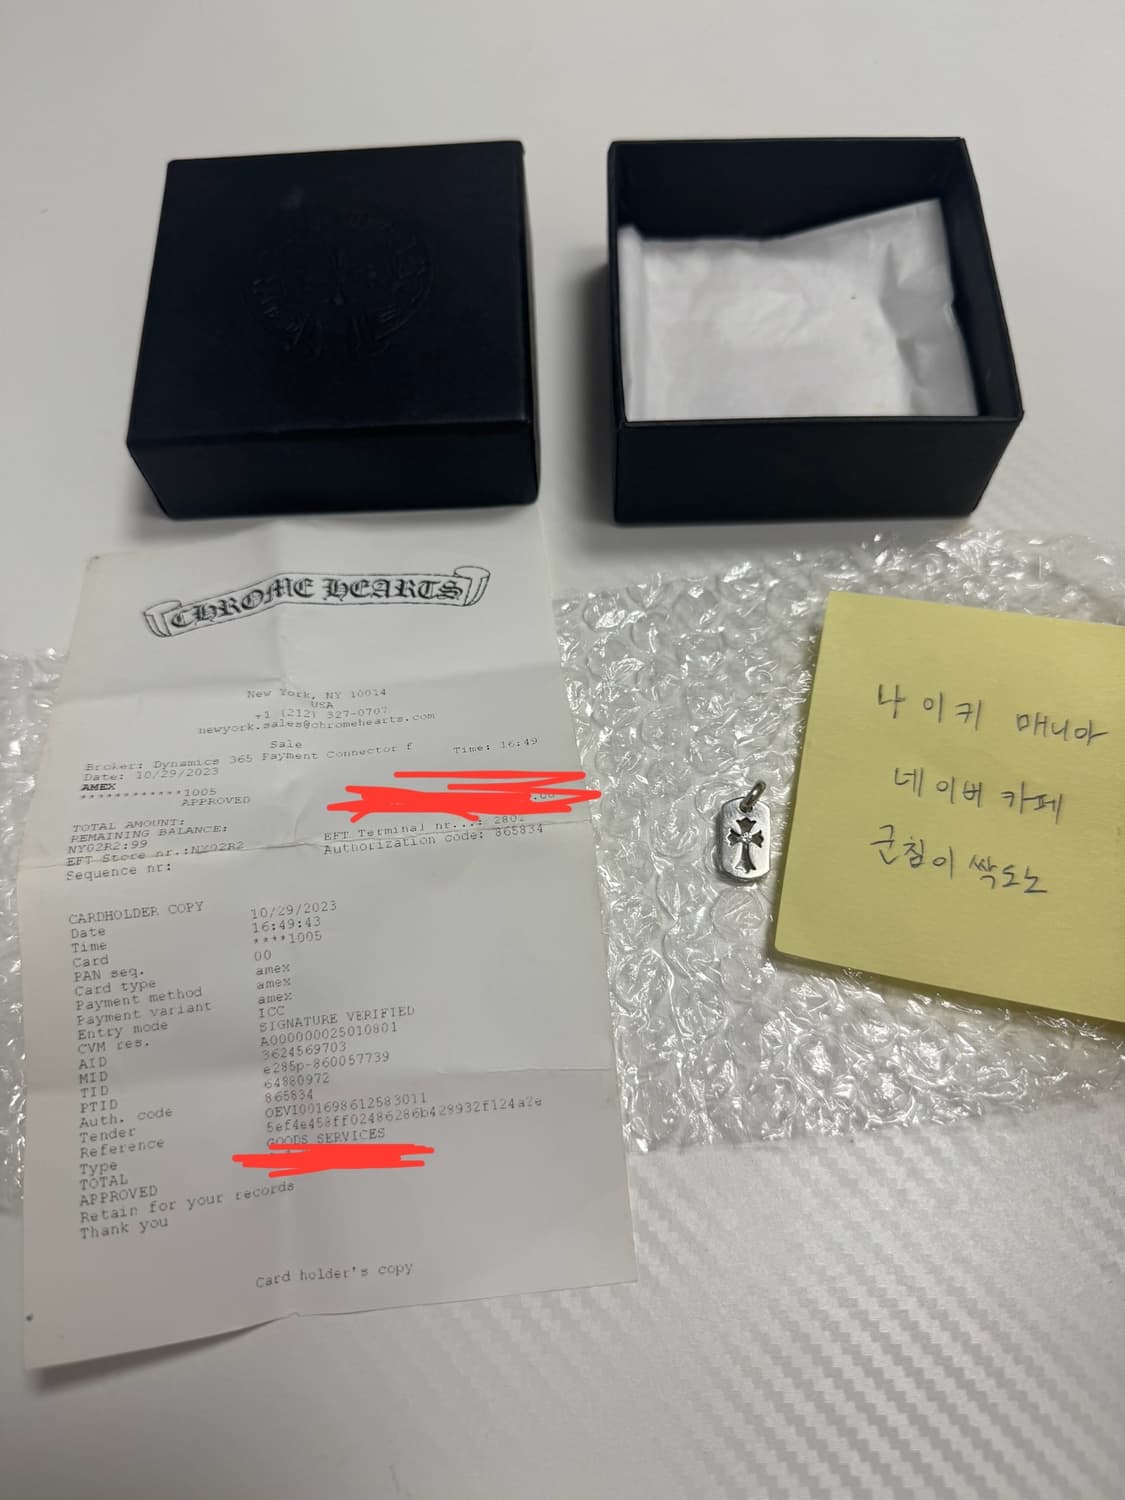 CHROME HEARTS
New York, NY 10014
USA
+1 (212) 327-0707
newyork.sales@chromehearts.com
Sale
Broker: Dynamics 365 Payment Connector f
Date: 10/29/2023 Time: 16:49
AMEX
************1005
APPROVED
TOTAL AMOUNT:
REMAINING BALANCE:
NY02R2:99 EFT Terminal nr...: 280
EFT Store nr.:NY02R2 Authorization code: 865834
Sequence nr:
CARDHOLDER COPY
Date 10/29/2023
Time 16:49:43
Card ****1005
PAN seq. 00
Card type amex
Payment method amex
Payment variant amex
Entry mode ICC
CVM res. SIGNATURE VERIFIED
AID A000000025010801
MID 3624569703
TID e285p-860057739
PTID 64880972
Auth. code 865834
Tender OEVI001698612583011
Reference 5ef4e458ff02486286b429932f124a2e
Type GOODS SERVICES
TOTAL
APPROVED
Retain for your records
Thank you
Card holder's copy
나이키 매니아
네이버 카페
군침이 싹도노